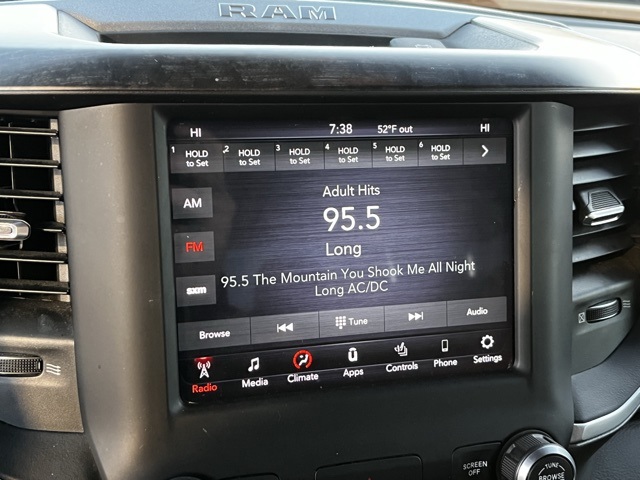 RAM
HI 7:38 52°F out HI
1 HOLD to Set 2 HOLD to Set 3 HOLD to Set 4 HOLD to Set 5 HOLD to Set 6 HOLD to Set >
Adult Hits
AM
95.5
FM
Long
95.5 The Mountain You Shook Me All Night
Long AC/DC
sxm
Browse Tune Audio
Radio Media Climate Apps Controls Phone Settings
SCREEN
OFF
TUNE
BROWSE